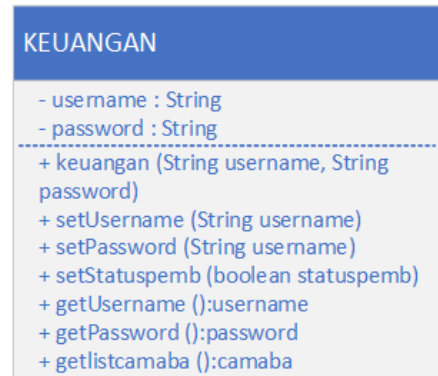 KEUANGAN
- username : String
- password : String
+ keuangan (String username, String
password)
+ setUsername (String username)
+ setPassword (String username)
+ setStatuspemb (boolean statuspemb)
+ getUsername ():username
+ getPassword ():password
+ getlistcamaba ():camaba